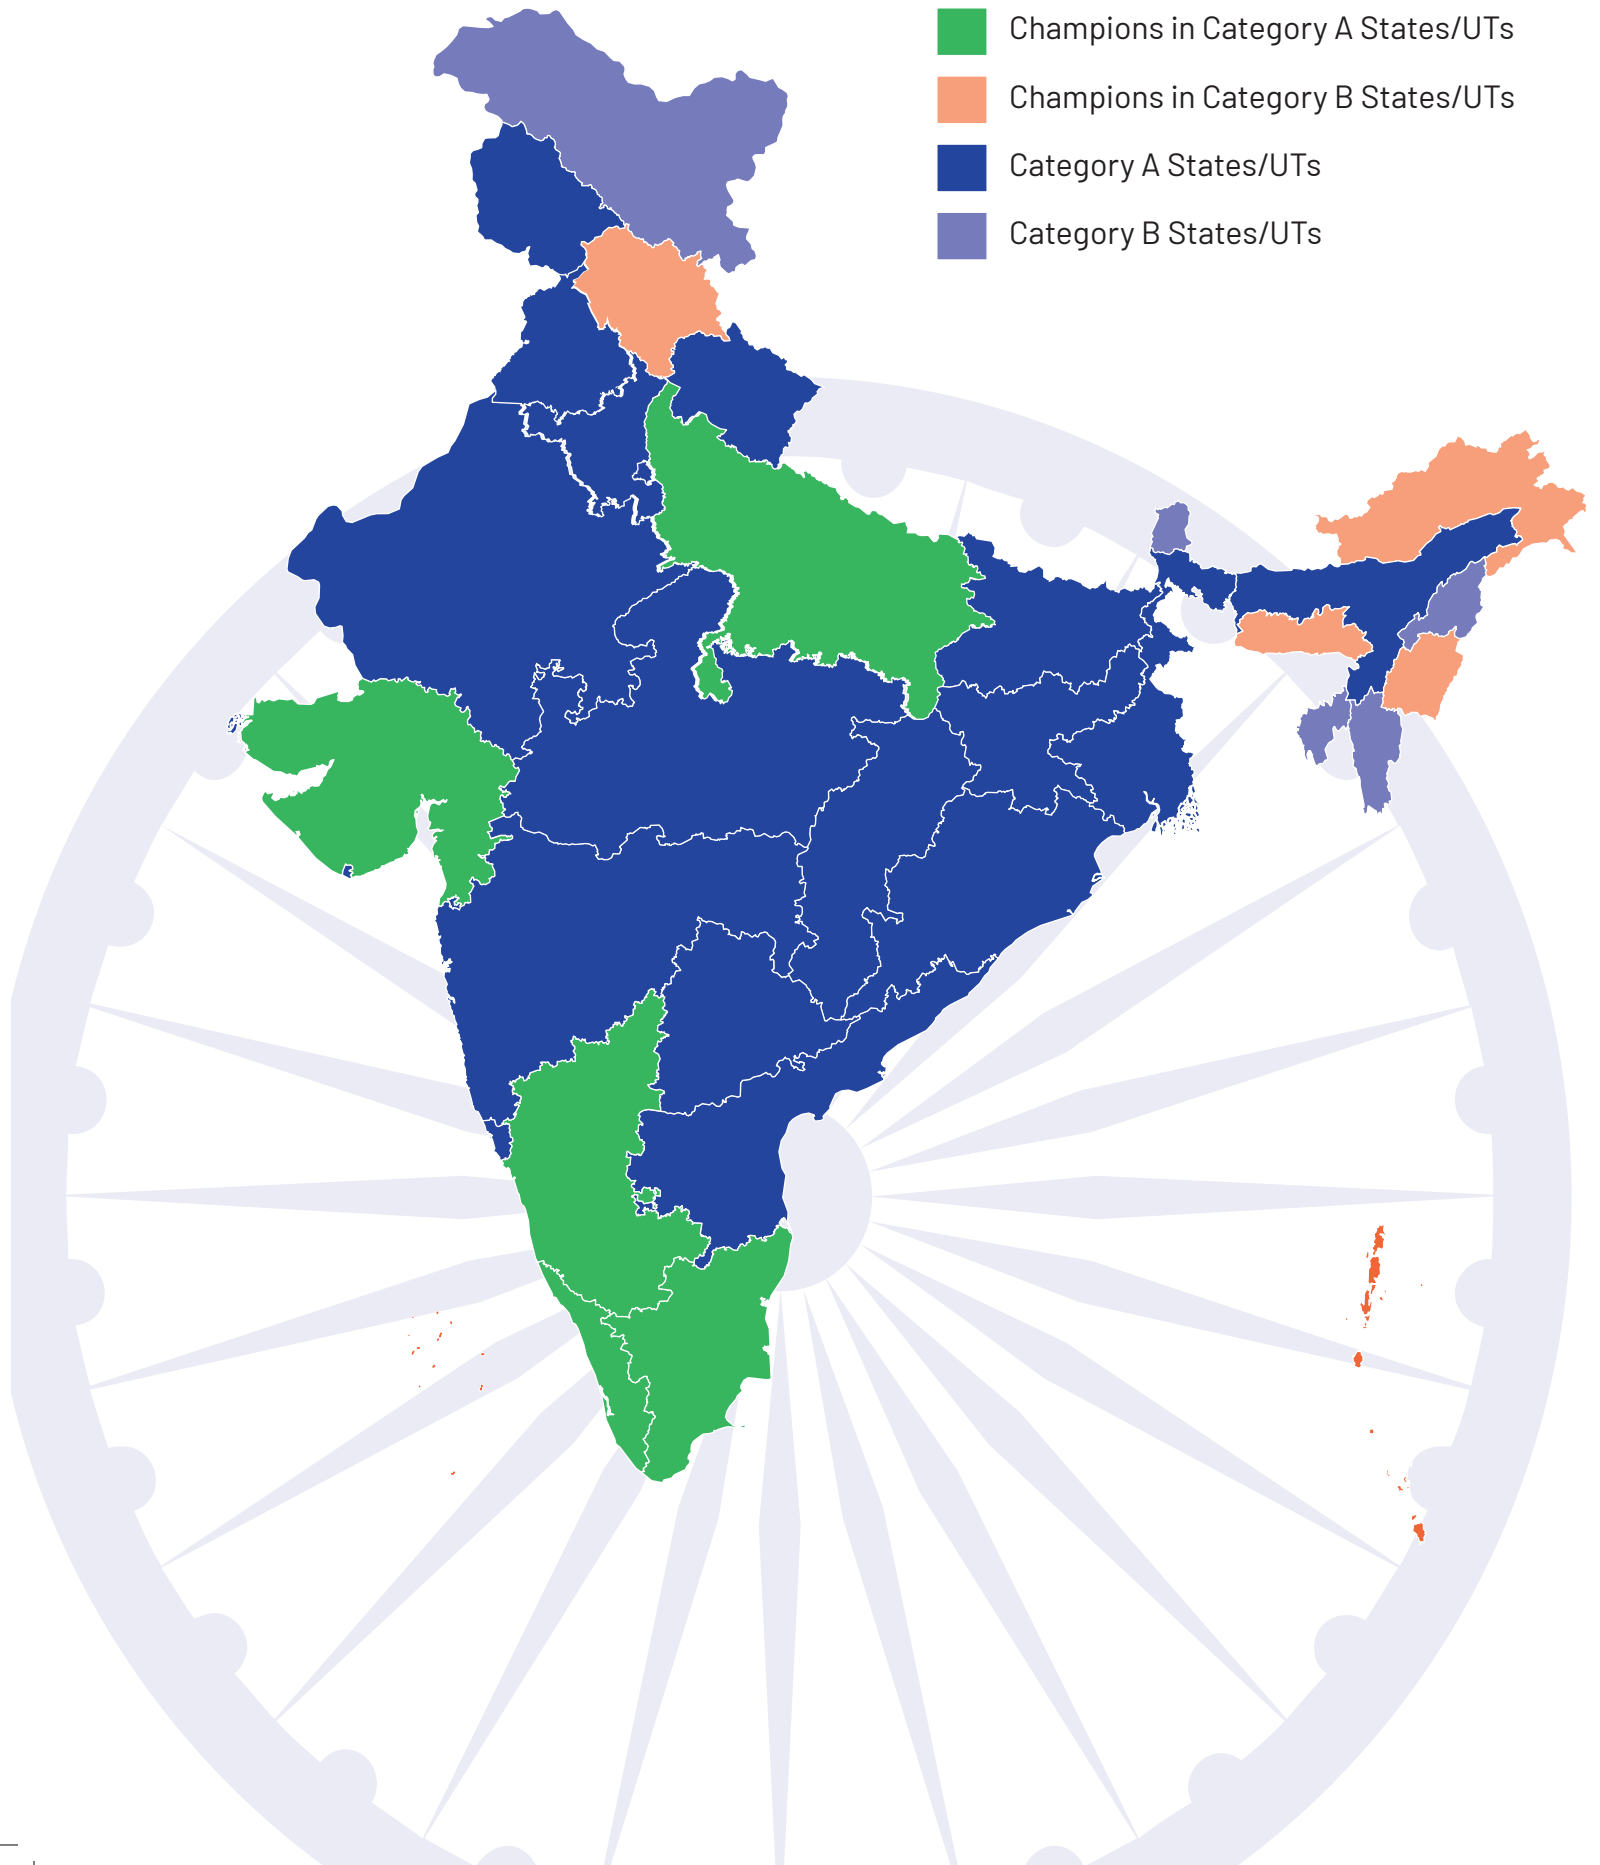 Champions in Category A States/UTs
Champions in Category B States/UTs
Category A States/UTs
Category B States/UTs